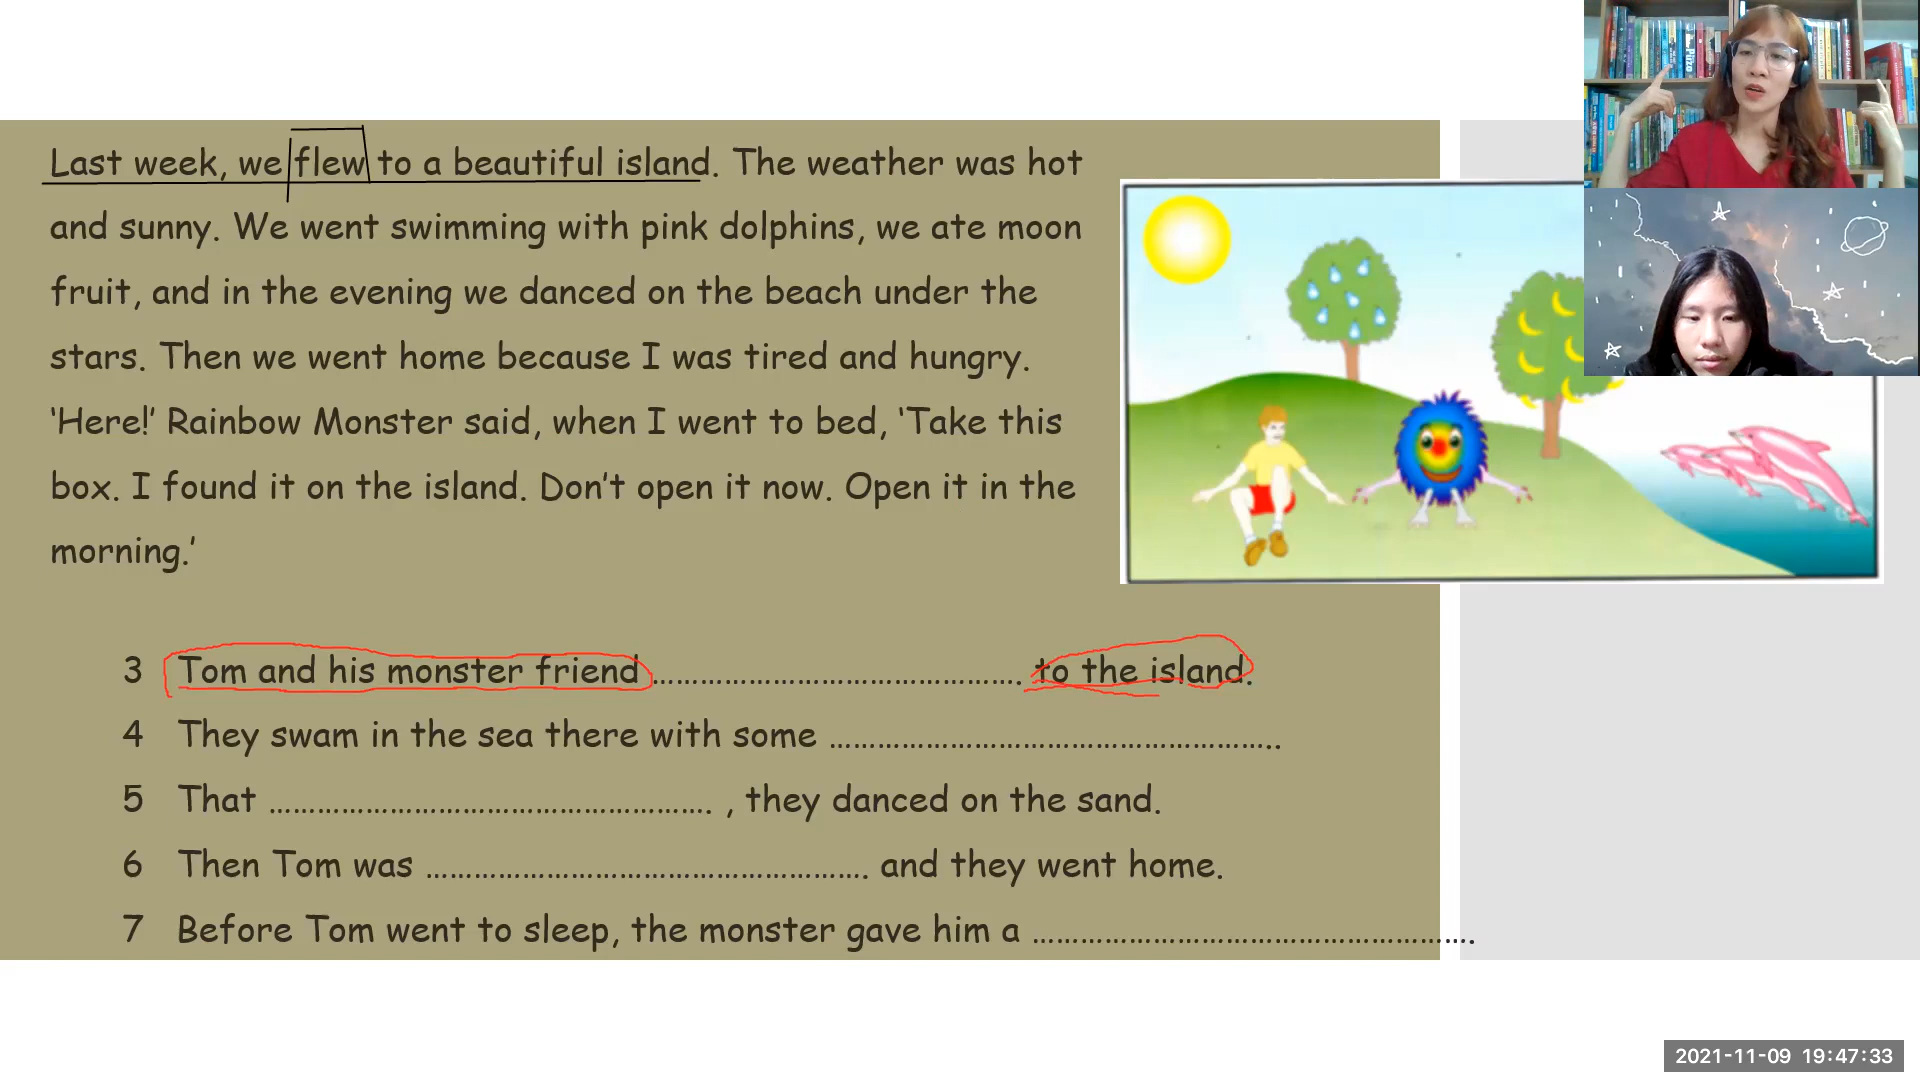 Last week, we flew to a beautiful island. The weather was hot
and sunny. We went swimming with pink dolphins, we ate moon
fruit, and in the evening we danced on the beach under the
stars. Then we went home because I was tired and hungry.
‘Here!’ Rainbow Monster said, when I went to bed, ‘Take this
box. I found it on the island. Don’t open it now. Open it in the
morning.’
3 Tom and his monster friend ………………………………………. to the island.
4 They swam in the sea there with some ………………………………………………..
5 That ………………………………………………. , they danced on the sand.
6 Then Tom was ………………………………………………. and they went home.
7 Before Tom went to sleep, the monster gave him a ……………………………………………….
2021-11-09 19:47:33